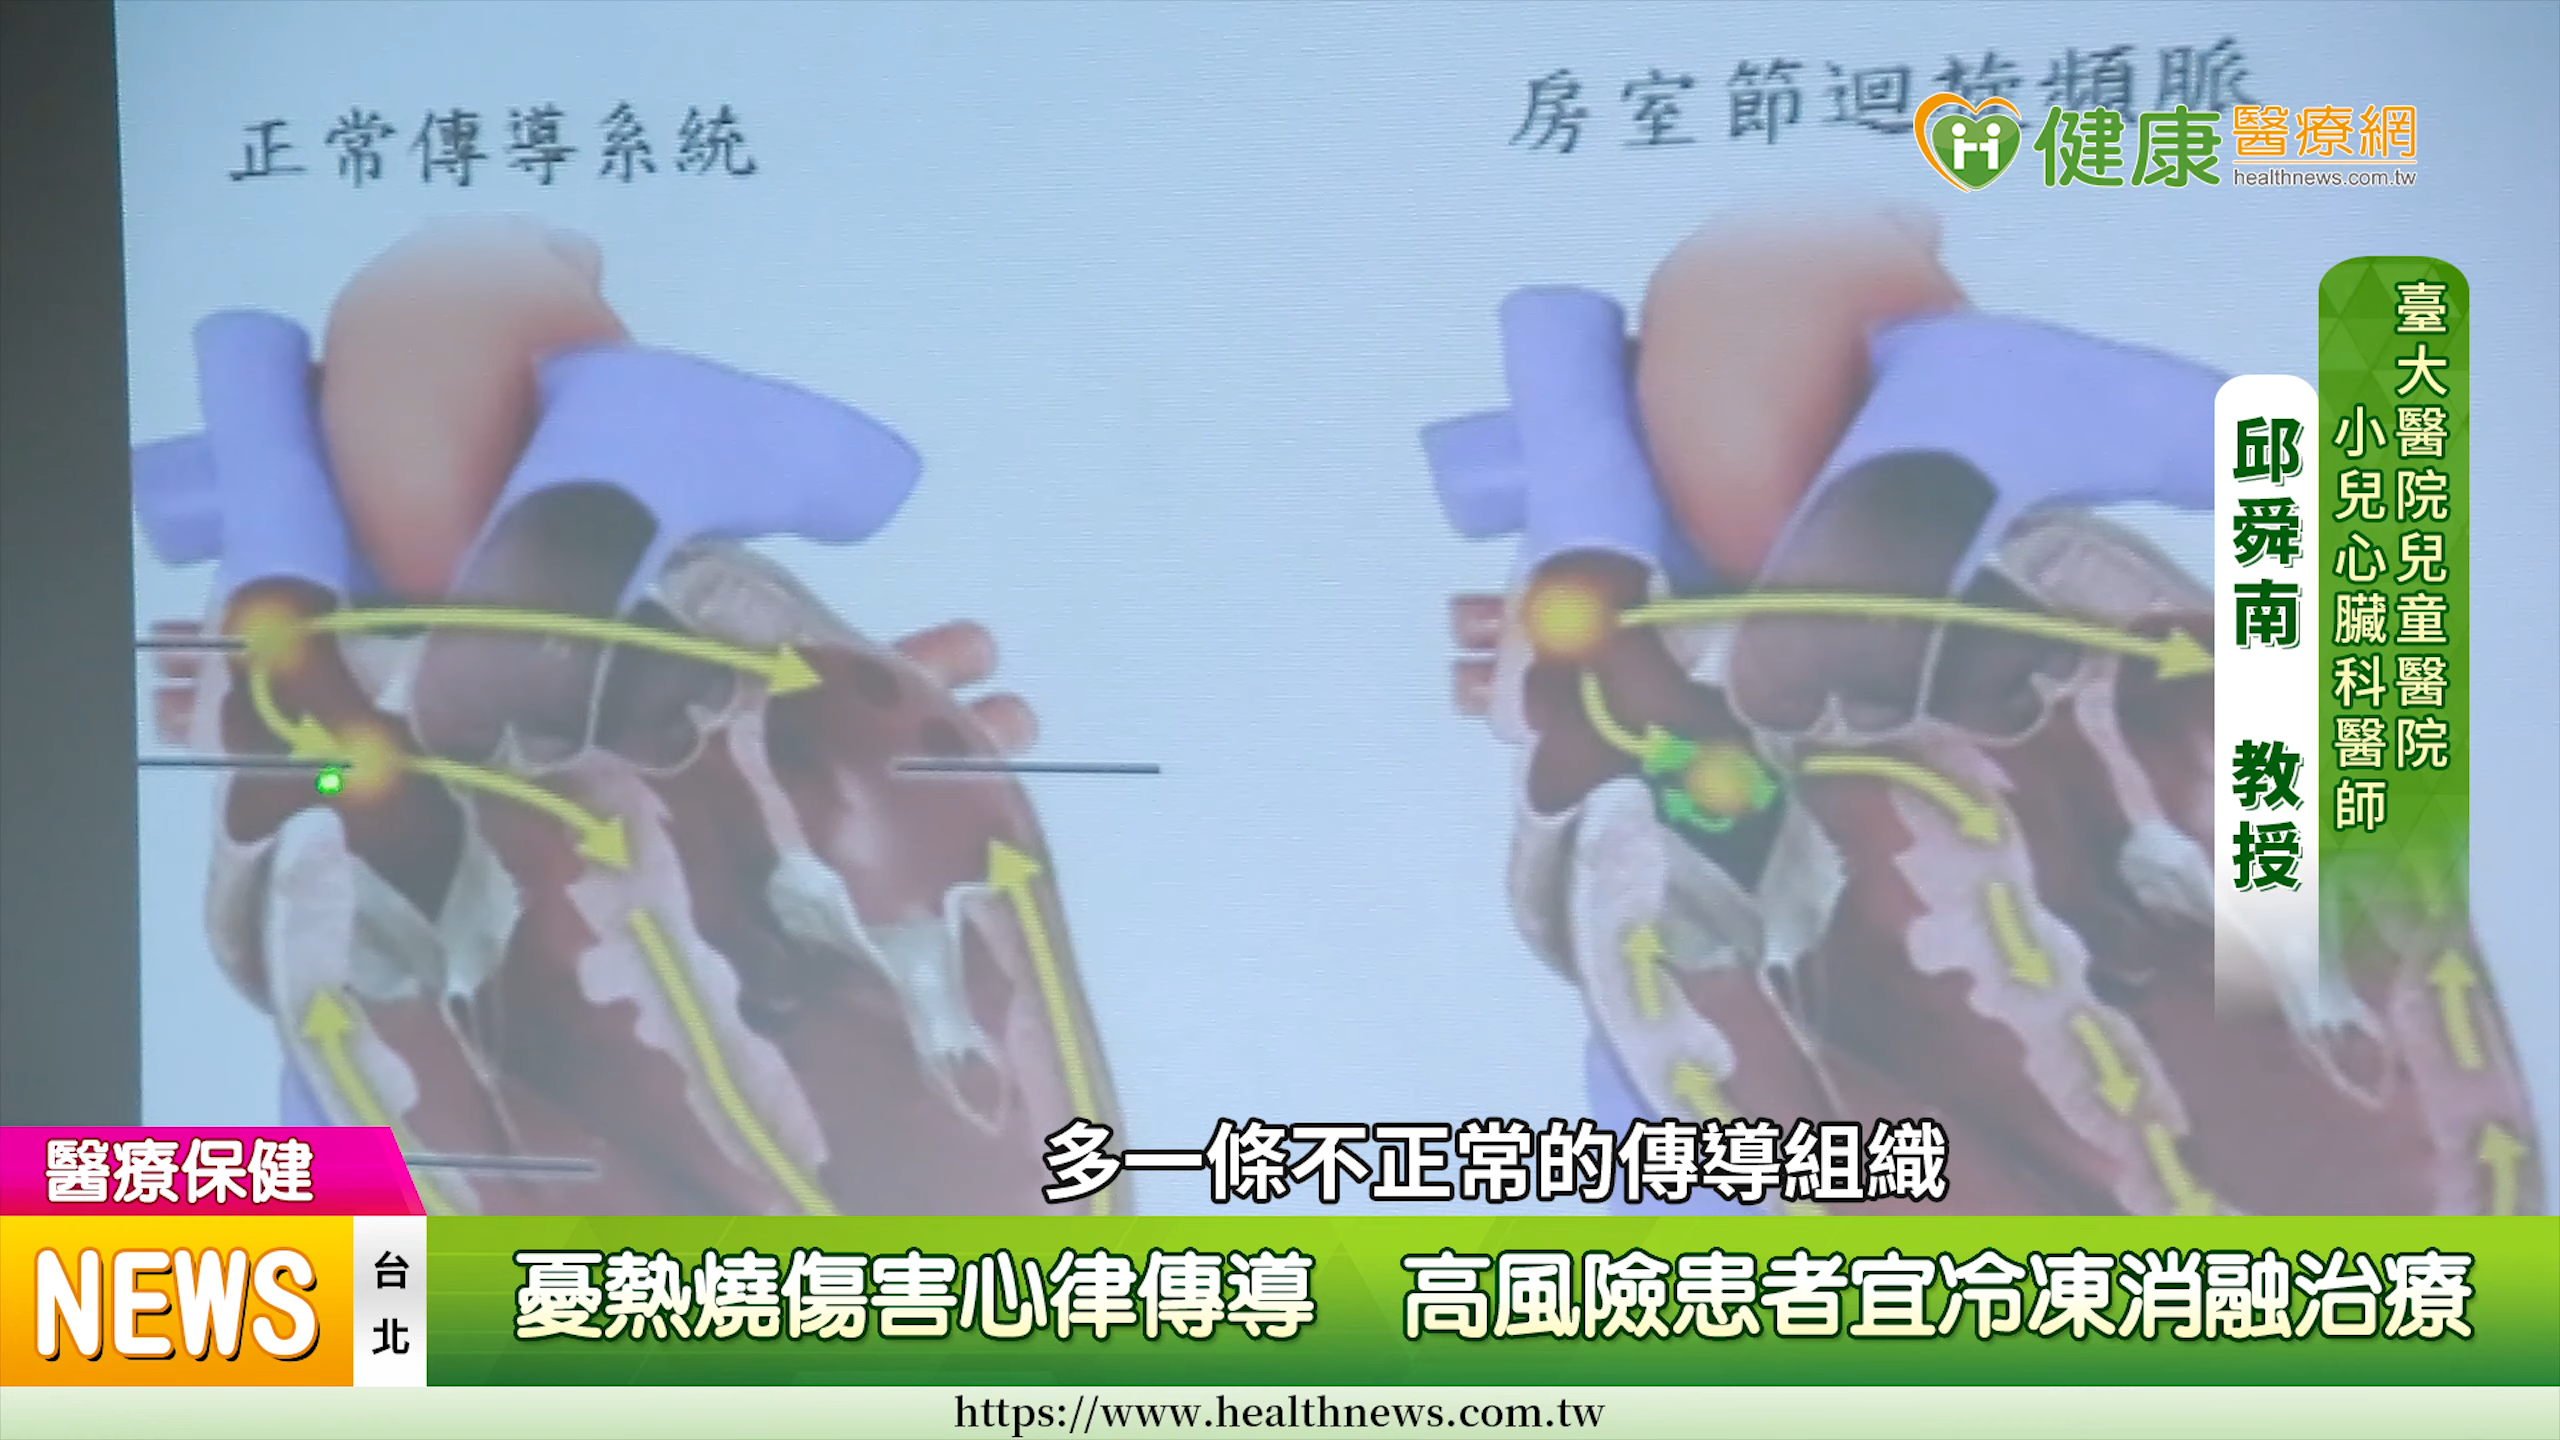 正常傳導系統
房室節迴旋頻脈
健康醫療網
healthnews.com.tw
臺大醫院兒童醫院
小兒心臟科醫師
邱舜南 教授
多一條不正常的傳導組織
醫療保健
NEWS
台北
憂熱燒傷害心律傳導 高風險患者宜冷凍消融治療
https://www.healthnews.com.tw